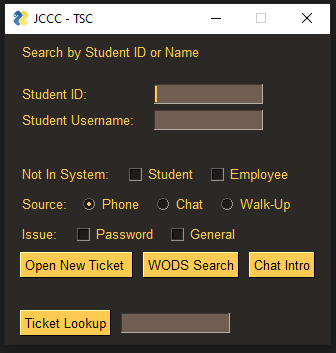 JCCC - TSC
Search by Student ID or Name
Student ID:
Student Username:
Not In System: Student Employee
Source: Phone Chat Walk-Up
Issue: Password General
Open New Ticket WODS Search Chat Intro
Ticket Lookup